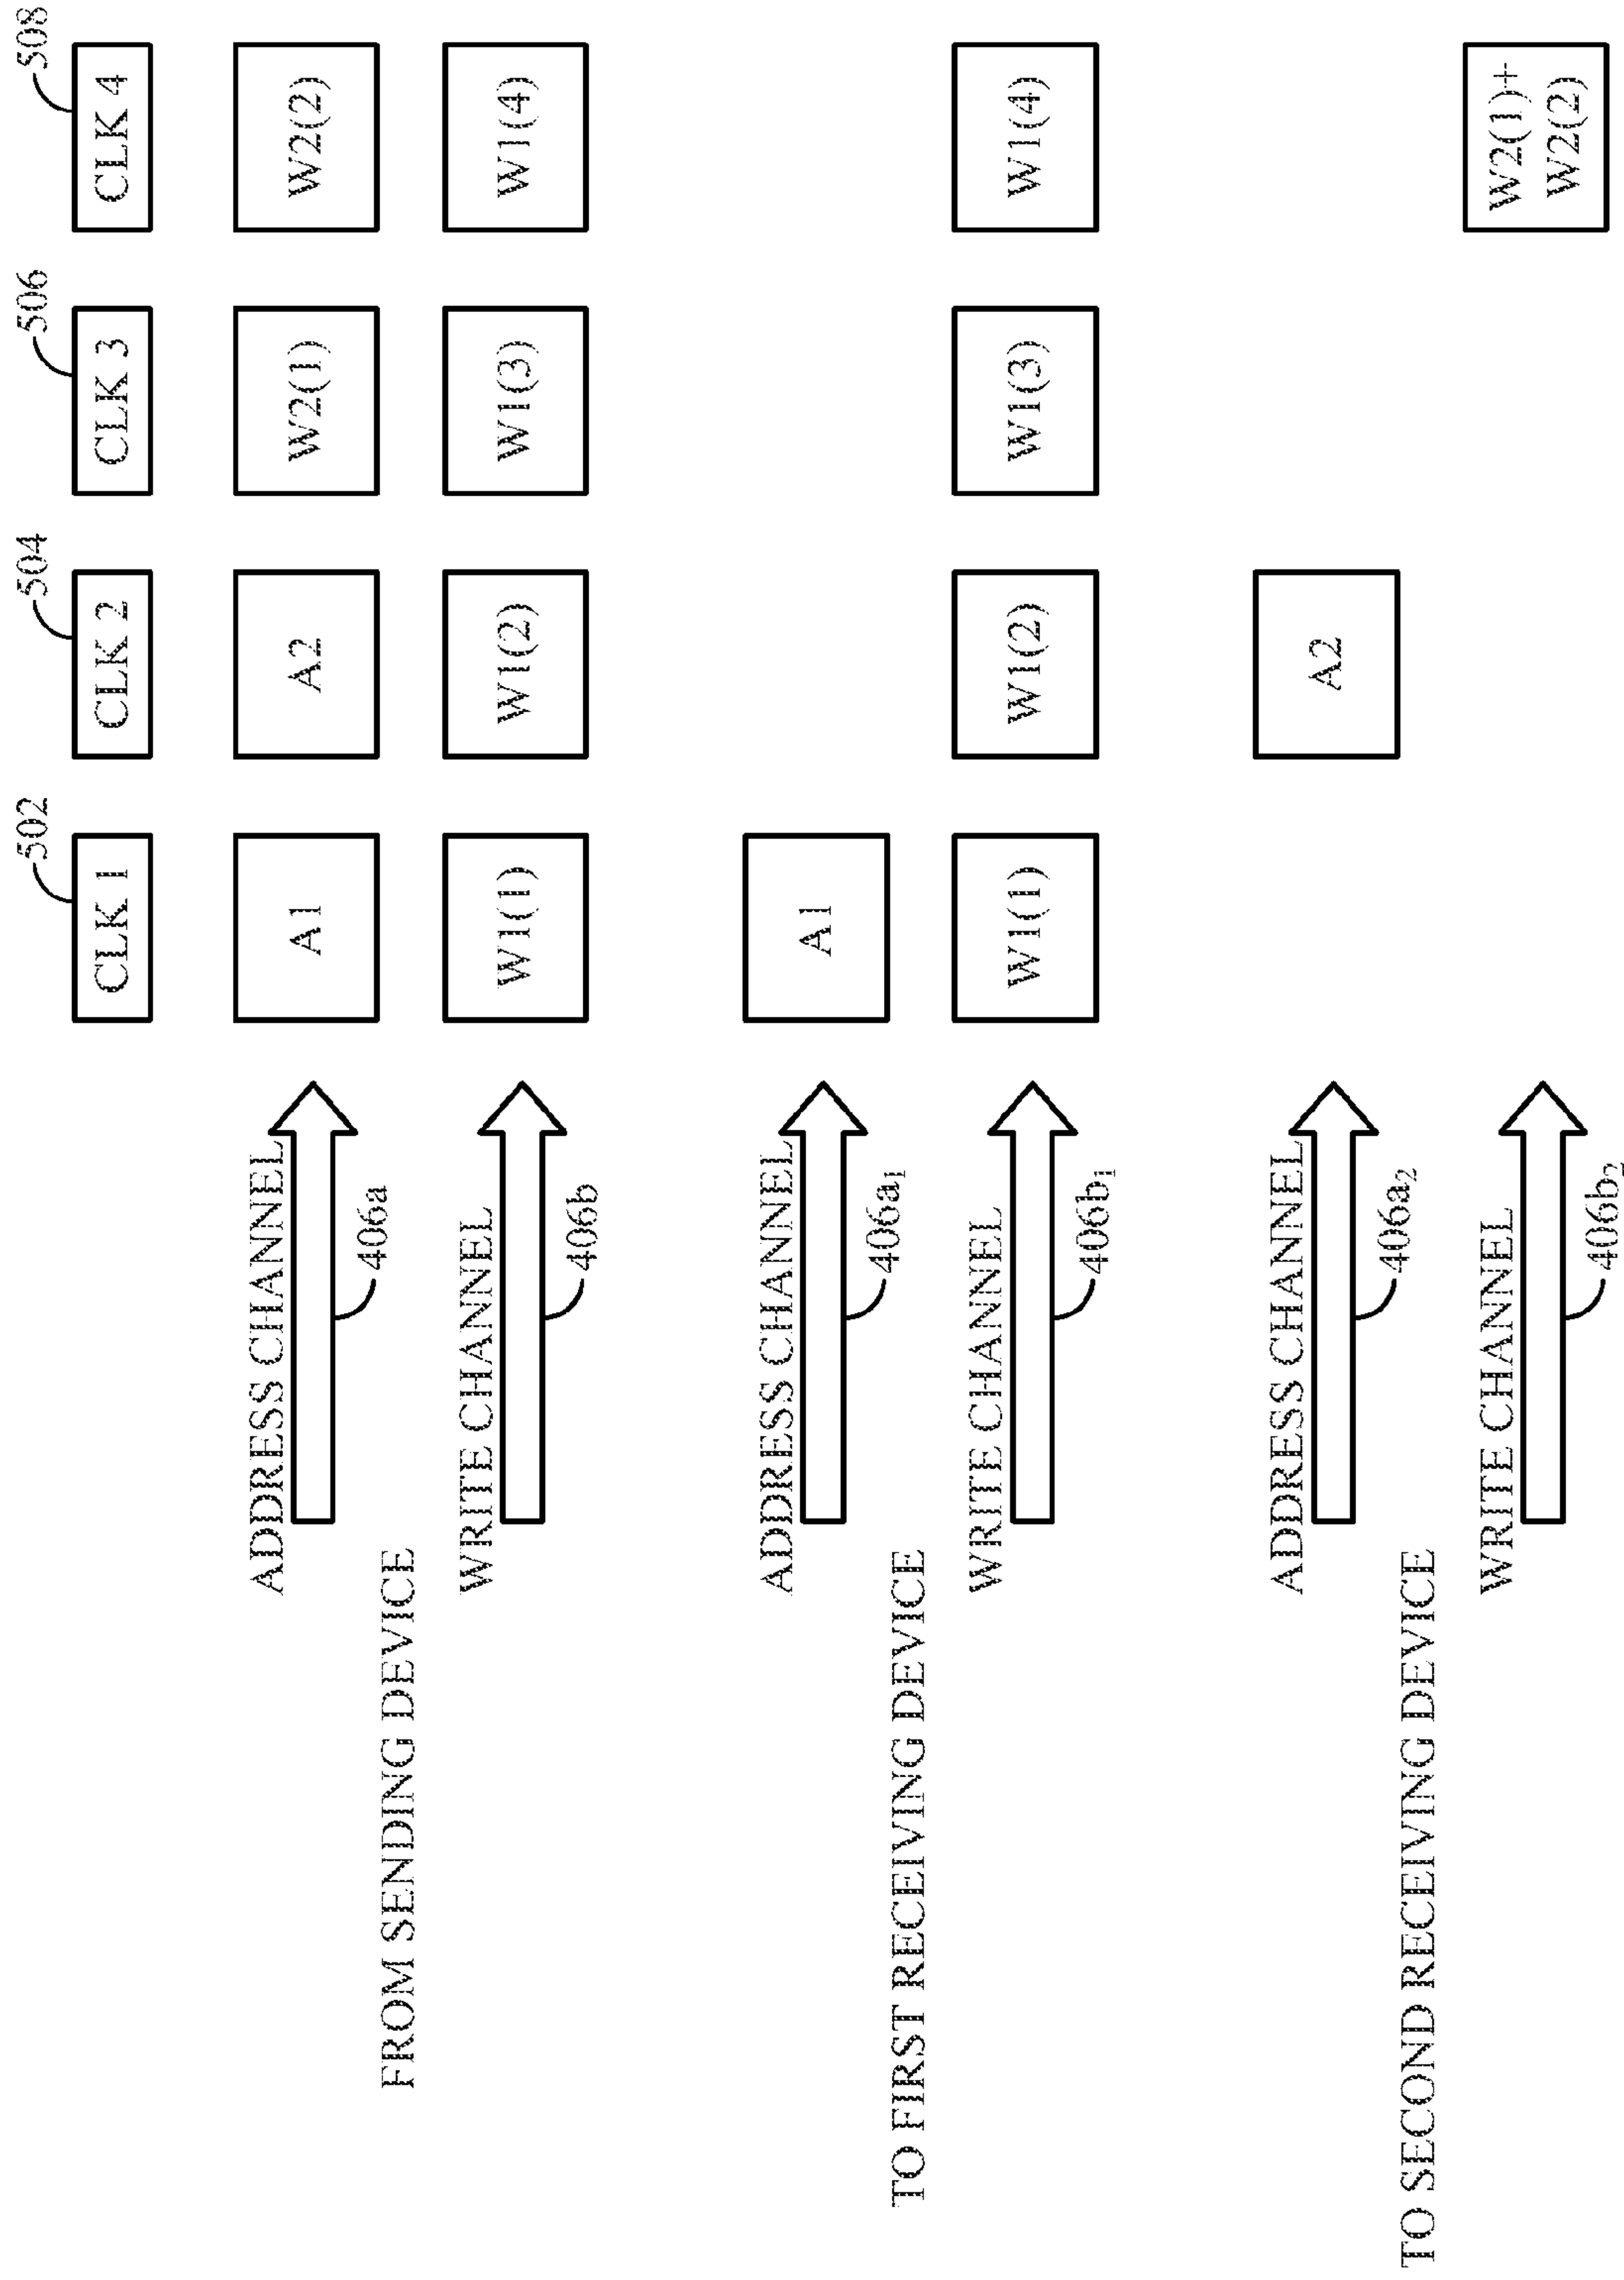 502 504 506 508
CLK 1 CLK 2 CLK 3 CLK 4
ADDRESS CHANNEL
406a
A1 A2 W2(1) W2(2)
FROM SENDING DEVICE
WRITE CHANNEL
406b
W1(1) W1(2) W1(3) W1(4)
ADDRESS CHANNEL
406a₁
A1
TO FIRST RECEIVING DEVICE
WRITE CHANNEL
406b₁
W1(1) W1(2) W1(3) W1(4)
ADDRESS CHANNEL
406a₂
A2
TO SECOND RECEIVING DEVICE
WRITE CHANNEL
406b₂
W2(1)+
W2(2)